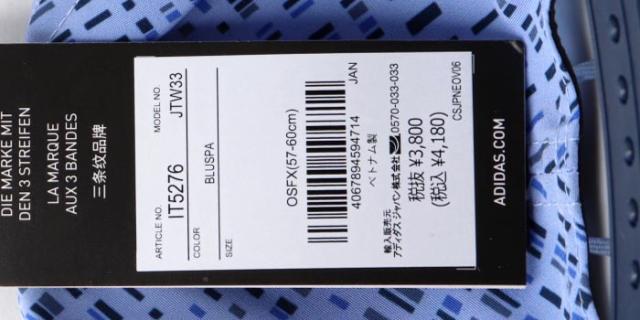 DIE MARKE MIT
DEN 3 STREIFEN
LA MARQUE
AUX 3 BANDES
三条纹品牌
ARTICLE NO.
IT5276
MODEL NO.
JTW33
COLOR
BLUSPA
SIZE
OSFX(57-60cm)
JAN
4067894594714
ベトナム製
輸入販売元
アディダス ジャパン株式会社 0570-033-033
税抜 ¥3,800
(税込 ¥4,180)
CSJPNEOV06
ADIDAS.COM